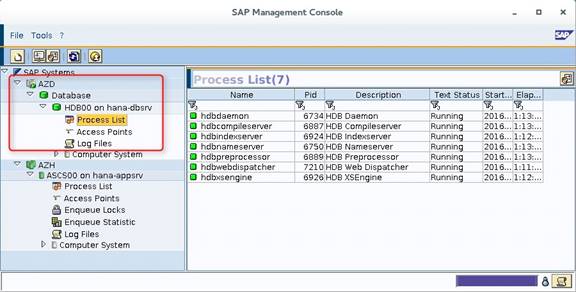 SAP Management Console
File Tools ?
SAP
SAP Systems
AZD
Database
HDB00 on hana-dbsrv
Process List
Access Points
Log Files
Computer System
AZH
ASCS00 on hana-appsrv
Process List
Access Points
Enqueue Locks
Enqueue Statistic
Log Files
Computer System
Process List(7)
Name Pid Description Text Status Start... Elap...
hdbdaemon 6734 HDB Daemon Running 2016... 1:13:...
hdbcompileserver 6887 HDB Compileserver Running 2016... 1:12:...
hdbindexserver 6924 HDB Indexserver Running 2016... 1:12:...
hdbnameserver 6750 HDB Nameserver Running 2016... 1:13:...
hdbpreprocessor 6889 HDB Preprocessor Running 2016... 1:12:...
hdbwebdispatcher 7210 HDB Web Dispatcher Running 2016... 1:11:...
hdbxsengine 6926 HDB XSEngine Running 2016... 1:12:...